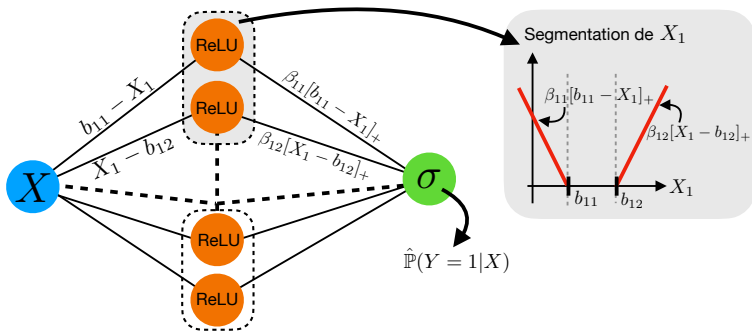 ReLU
ReLU
b₁₁ − X₁
X₁ − b₁₂
β₁₁[b₁₁ − X₁]₊
β₁₂[X₁ − b₁₂]₊
X
σ
ReLU
ReLU
ℙ̂(Y = 1|X)
Segmentation de X₁
β₁₁[b₁₁ − X₁]₊
β₁₂[X₁ − b₁₂]₊
X₁
b₁₁
b₁₂